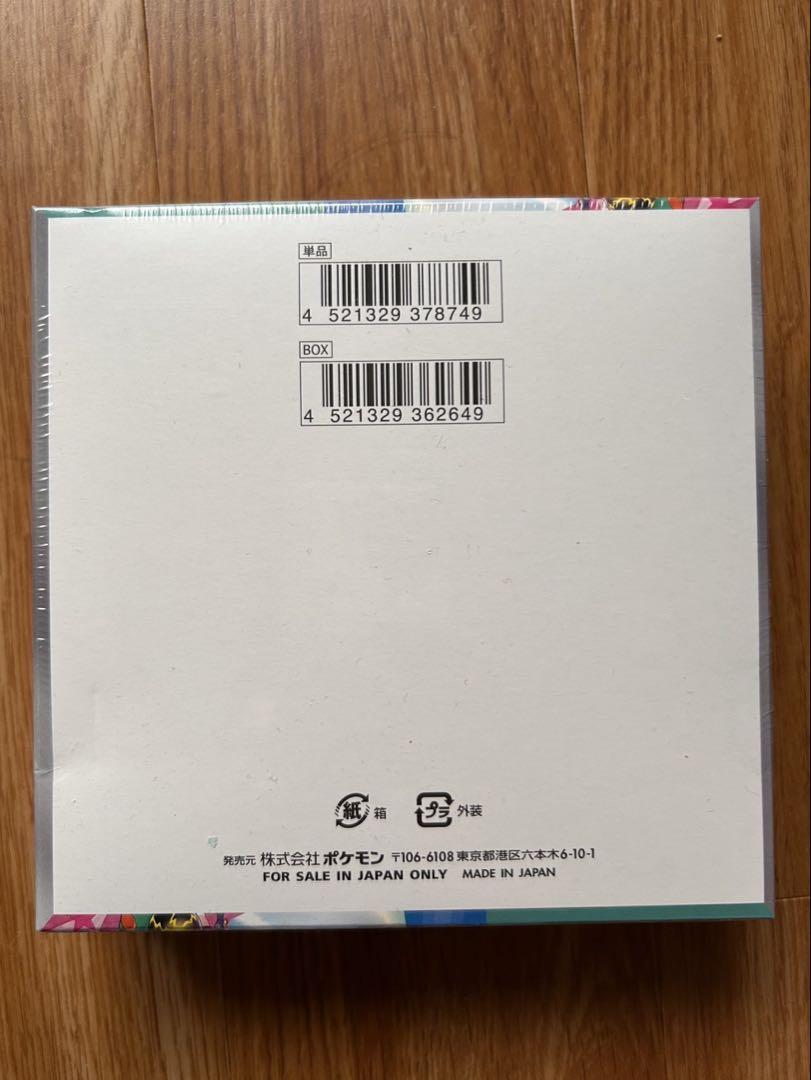 単品
4 521329 378749
BOX
4 521329 362649
紙 箱 プラ 外装
発売元 株式会社 ポケモン 〒106-6108 東京都港区六本木6-10-1
FOR SALE IN JAPAN ONLY MADE IN JAPAN